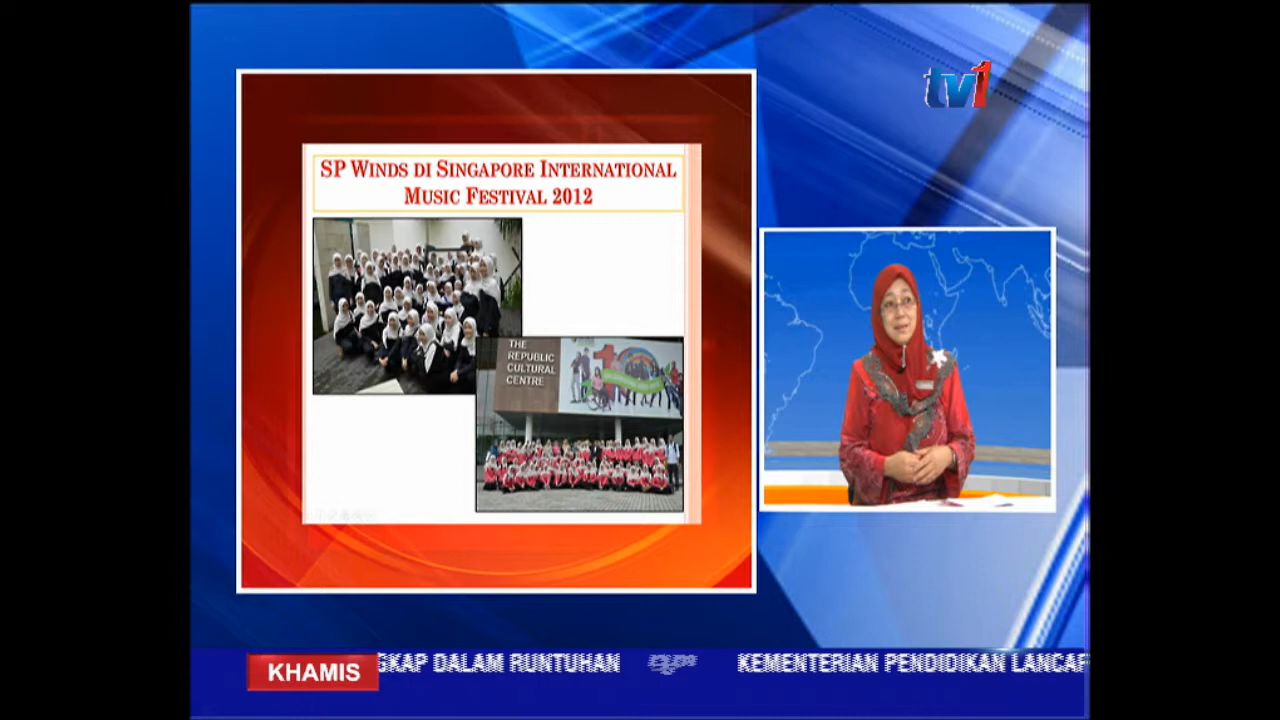 tv1
SP WINDS DI SINGAPORE INTERNATIONAL
MUSIC FESTIVAL 2012
THE
REPUBLIC
CULTURAL
CENTRE
KHAMIS
GKAP DALAM RUNTUHAN
KEMENTERIAN PENDIDIKAN LANCAR